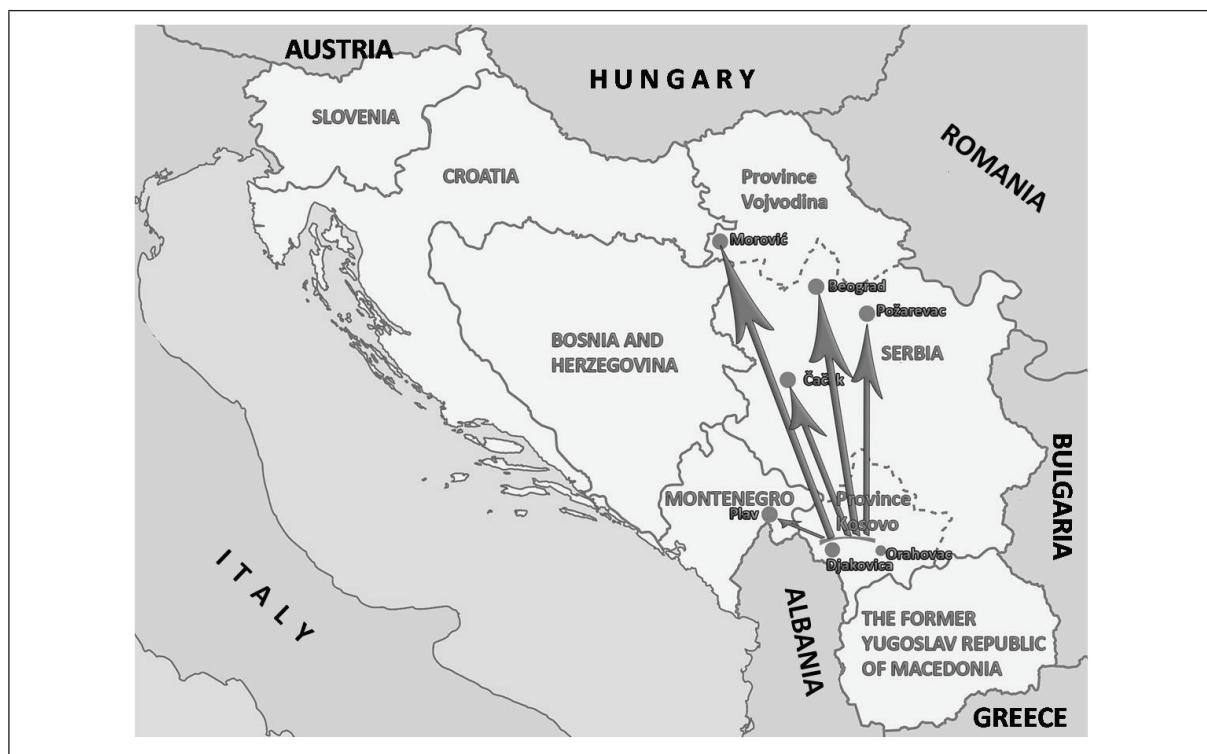 AUSTRIA
HUNGARY
SLOVENIA
ROMANIA
CROATIA
Province
Vojvodina
Morović
Beograd
Požarevac
BOSNIA AND
HERZEGOVINA
SERBIA
Čačak
BULGARIA
MONTENEGRO
Province
Kosovo
Plav
Orahovac
Djakovica
ITALY
ALBANIA
THE FORMER
YUGOSLAV REPUBLIC
OF MACEDONIA
GREECE